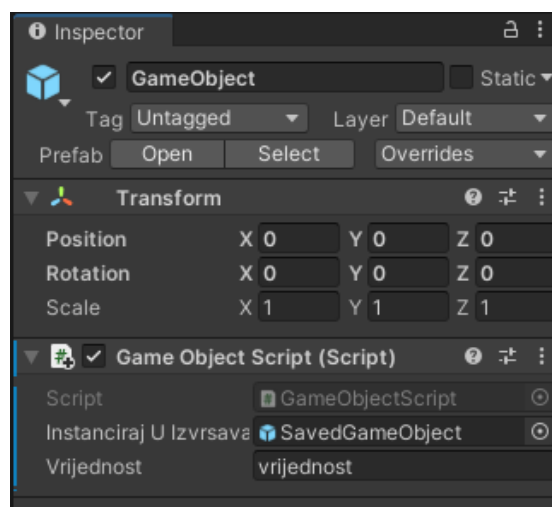 Inspector
GameObject Static
Tag Untagged Layer Default
Prefab Open Select Overrides
Transform
Position X 0 Y 0 Z 0
Rotation X 0 Y 0 Z 0
Scale X 1 Y 1 Z 1
# Game Object Script (Script)
Script # GameObjectScript
Instanciraj U Izvrsava SavedGameObject
Vrijednost vrijednost